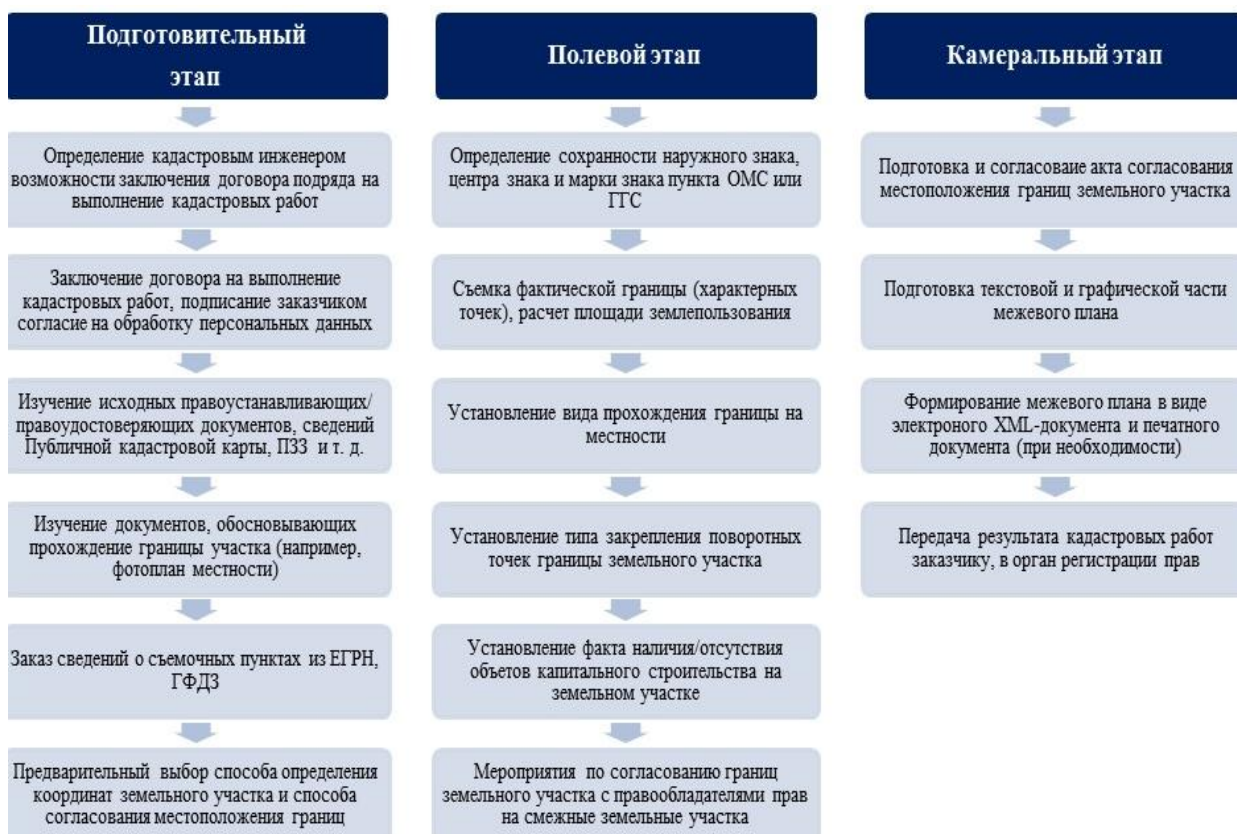 Подготовительный
этап
Определение кадастровым инженером
возможности заключения договора подряда на
выполнение кадастровых работ
Заключение договора на выполнение
кадастровых работ, подписание заказчиком
согласие на обработку персональных данных
Изучение исходных правоустанавливающих/
правоудостоверяющих документов, сведений
Публичной кадастровой карты, ПЗЗ и т. д.
Изучение документов, обосновывающих
прохождение границы участка (например,
фотоплан местности)
Заказ сведений о съемочных пунктах из ЕГРН,
ГФДЗ
Предварительный выбор способа определения
координат земельного участка и способа
согласования местоположения границ
Полевой этап
Определение сохранности наружного знака,
центра знака и марки знака пункта ОМС или
ГГС
Съемка фактической границы (характерных
точек), расчет площади землепользования
Установление вида прохождения границы на
местности
Установление типа закрепления поворотных
точек границы земельного участка
Установление факта наличия/отсутствия
объетов капитального строительства на
земельном участке
Мероприятия по согласованию границ
земельного участка с правообладателями прав
на смежные земельные участка
Камеральный этап
Подготовка и согласоваие акта согласования
местоположения границ земельного участка
Подготовка текстовой и графической части
межевого плана
Формирование межевого плана в виде
электроного XML-документа и печатного
документа (при необходимости)
Передача результата кадастровых работ
заказчику, в орган регистрации прав